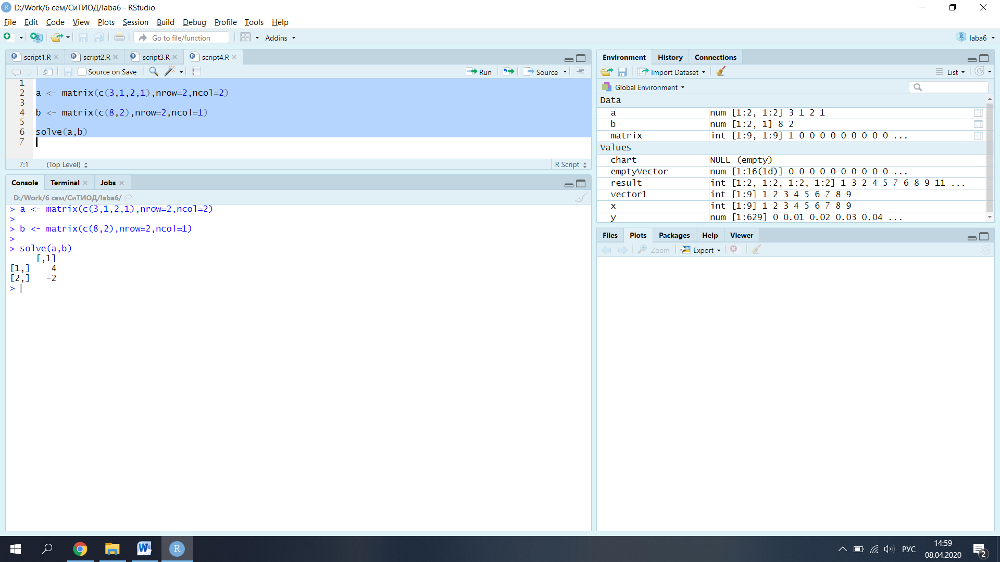 D:/Work/6 сем/СиТИОД/laba6 - RStudio
File Edit Code View Plots Session Build Debug Profile Tools Help
Go to file/function Addins laba6
script1.R script2.R script3.R script4.R
Source on Save Run Source
1
2 a <- matrix(c(3,1,2,1),nrow=2,ncol=2)
3
4 b <- matrix(c(8,2),nrow=2,ncol=1)
5
6 solve(a,b)
7
7:1 (Top Level) R Script
Console Terminal Jobs
D:/Work/6 сем/СиТИОД/laba6/
> a <- matrix(c(3,1,2,1),nrow=2,ncol=2)
>
> b <- matrix(c(8,2),nrow=2,ncol=1)
>
> solve(a,b)
[,1]
[1,] 4
[2,] -2
>
Environment History Connections
Import Dataset List
Global Environment
Data
a num [1:2, 1:2] 3 1 2 1
b num [1:2, 1] 8 2
matrix int [1:9, 1:9] 1 0 0 0 0 0 0 0 0 0 ...
Values
chart NULL (empty)
emptyVector num [1:16(1d)] 0 0 0 0 0 0 0 0 0 0 ...
result int [1:2, 1:2, 1:2, 1:2] 1 3 2 4 5 7 6 8 9 11 ...
vector1 int [1:9] 1 2 3 4 5 6 7 8 9
x int [1:9] 1 2 3 4 5 6 7 8 9
y num [1:629] 0 0.01 0.02 0.03 0.04 ...
Files Plots Packages Help Viewer
Zoom Export
РУС
14:59
08.04.2020
2